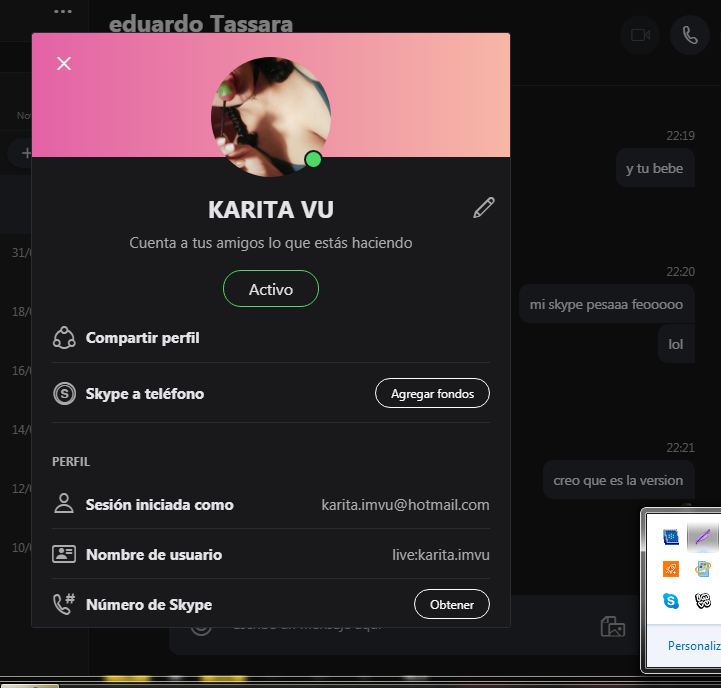 eduardo Tassara
KARITA VU
Cuenta a tus amigos lo que estás haciendo
Activo
Compartir perfil
Skype a teléfono
Agregar fondos
PERFIL
Sesión iniciada como
karita.imvu@hotmail.com
Nombre de usuario
live:karita.imvu
Número de Skype
Obtener
22:19
y tu bebe
22:20
mi skype pesaaa feooooo
lol
22:21
creo que es la version
31/
18/
16/
14/
12/
10/
Personaliz